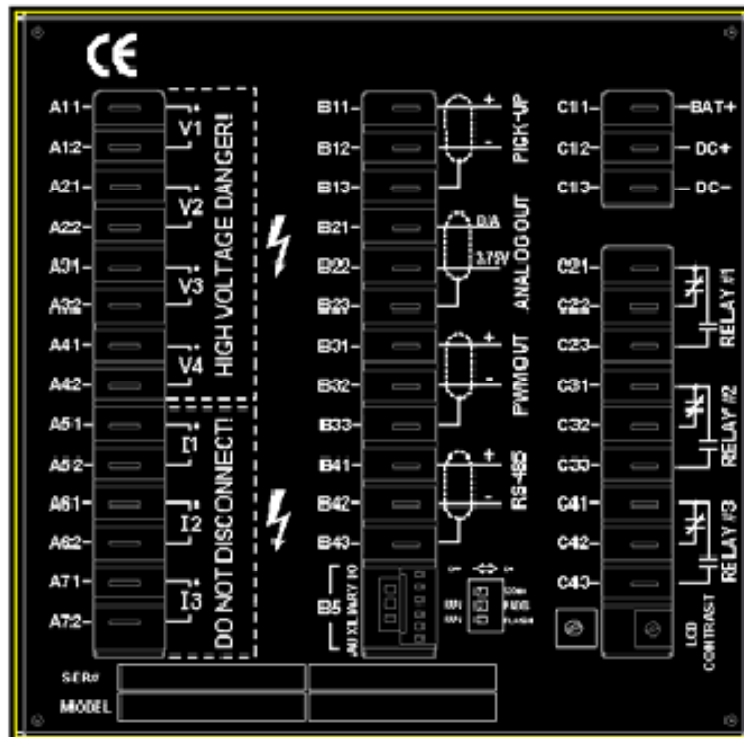 CE
A11
A12
A21
A22
A31
A32
A41
A42
A51
A52
A61
A62
A71
A72
V1
V2
V3
V4
I1
I2
I3
HIGH VOLTAGE DANGER!
DO NOT DISCONNECT!
B11
B12
B13
B21
B22
B23
B31
B32
B33
B41
B42
B43
B5
AUXILIARY IO
+
-
PICK-UP
D/A
3.75V
ANALOG OUT
+
-
PWM OUT
+
-
RS-485
FLASH
C11
C12
C13
BAT+
DC+
DC-
C21
C22
C23
C31
C32
C33
C41
C42
C43
RELAY #1
RELAY #2
RELAY #3
LCD
CONTRAST
SER#
MODEL